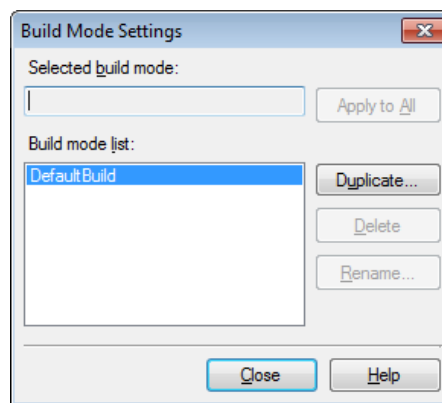 Build Mode Settings
Selected build mode:
Apply to All
Build mode list:
DefaultBuild
Duplicate...
Delete
Rename...
Close
Help